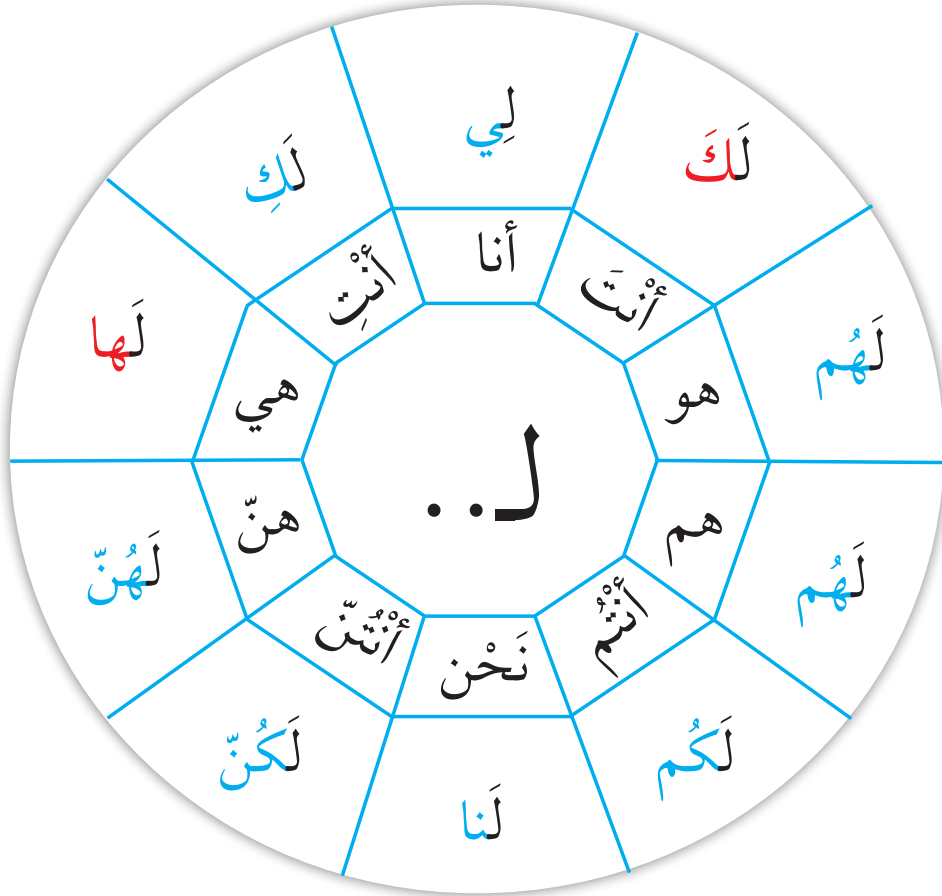 لِي
لَكَ
لَهُم
لَهُم
لَكُم
لَنا
لَكُنّ
لَهُنّ
لَها
لَكِ
أنا
أنْتَ
هو
هم
أنْتُم
نَحْن
أنْتُنّ
هنّ
هي
أنْتِ
لـ..